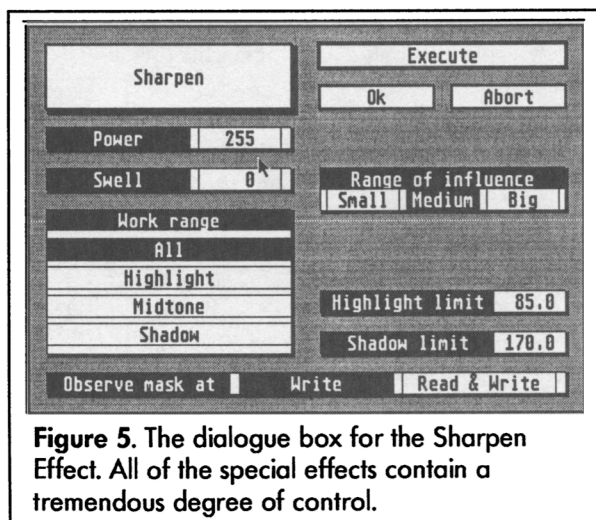 Sharpen
Execute
Ok Abort
Power 255
Swell 0
Range of influence
Small Medium Big
Work range
All
Highlight
Midtone
Shadow
Highlight limit 85.0
Shadow limit 170.0
Observe mask at Write Read & Write
Figure 5. The dialogue box for the Sharpen
Effect. All of the special effects contain a
tremendous degree of control.